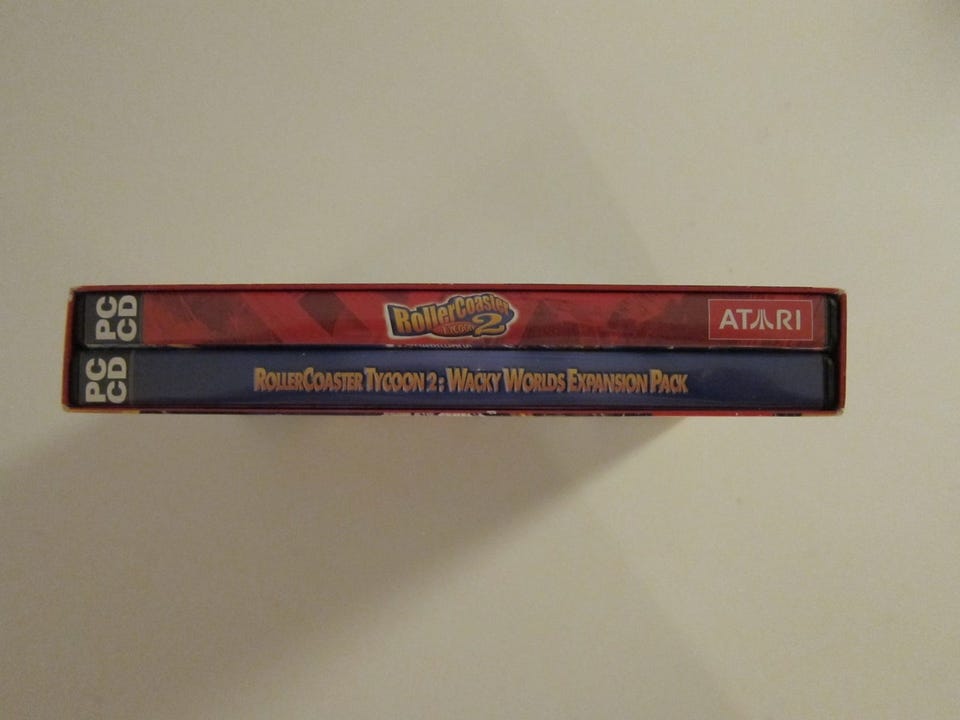 PC
CD
RollerCoaster
TYCOON
2
ATARI
PC
CD
ROLLERCOASTER TYCOON 2: WACKY WORLDS EXPANSION PACK